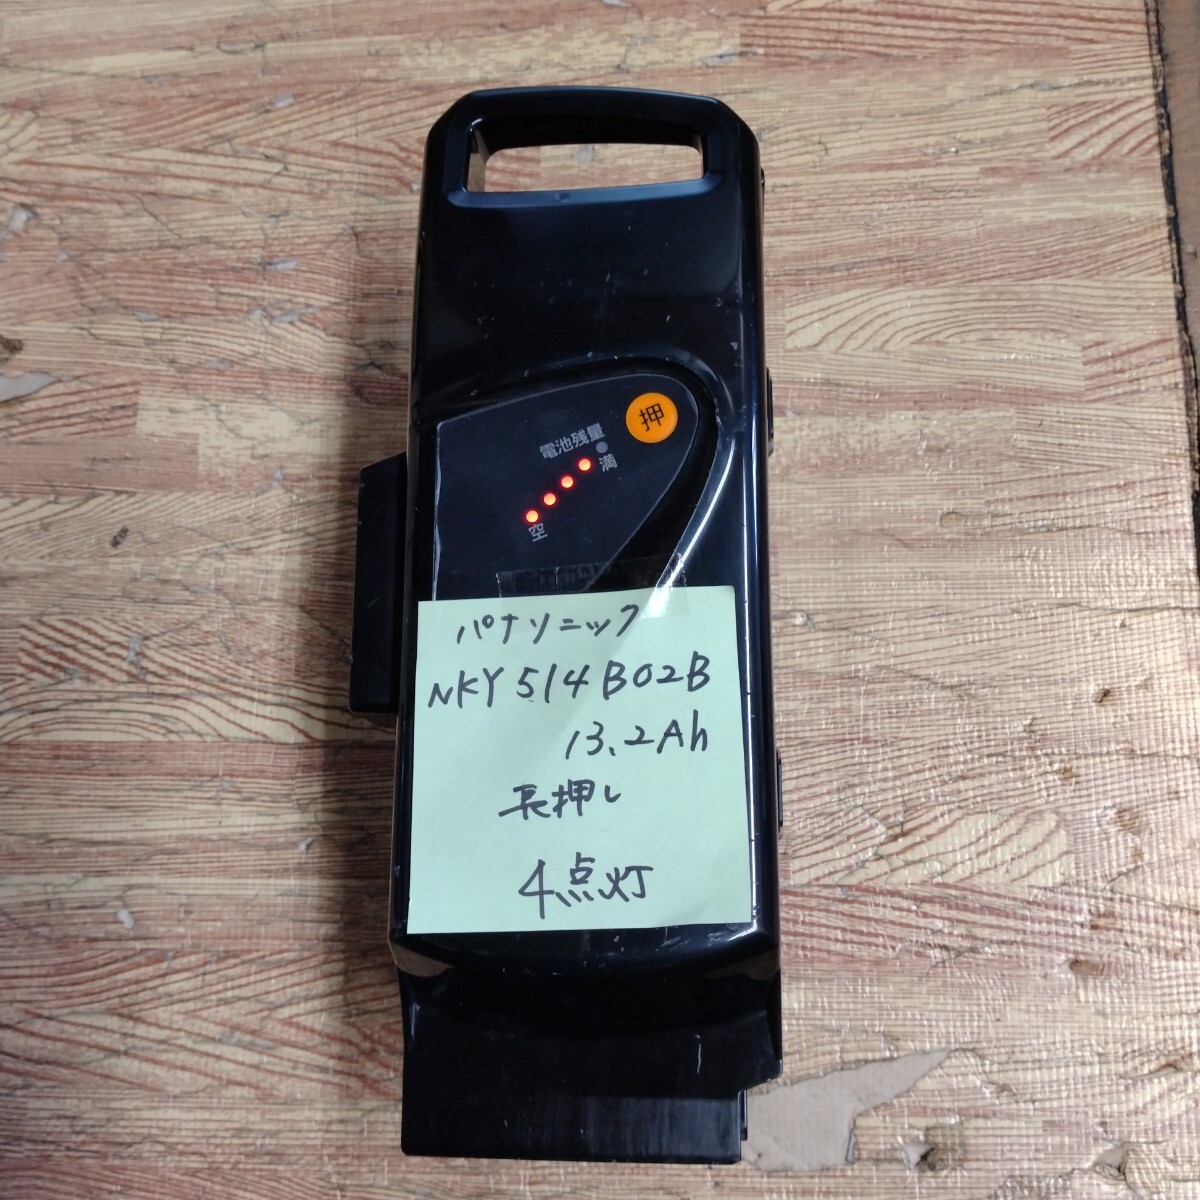 押
電池残量
満
空
パナソニック
NKY514B02B
13.2Ah
長押し
4点灯